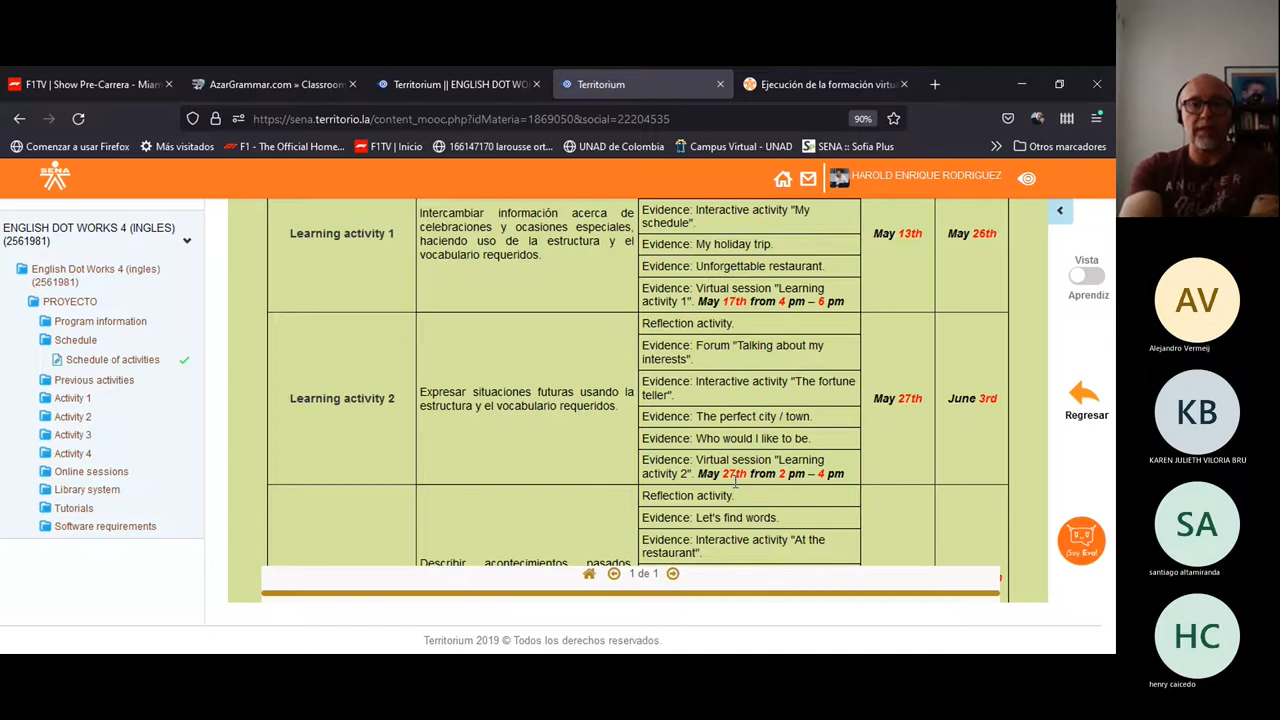 F1TV | Show Pre-Carrera — Miam
AzarGrammar.com » Classroom
Territorium || ENGLISH DOT WO
Territorium
Ejecución de la formación virtua
https://sena.territorio.la/content_mooc.php?idMateria=1869050&social=22204535
90%
Comenzar a usar Firefox
Más visitados
F1 - The Official Home...
F1TV | Inicio
166147170 larousse ort...
UNAD de Colombia
Campus Virtual - UNAD
SENA :: Sofia Plus
Otros marcadores
SENA
HAROLD ENRIQUE RODRIGUEZ
ENGLISH DOT WORKS 4 (INGLES)
(2561981)
English Dot Works 4 (ingles)
(2561981)
PROYECTO
Program information
Schedule
Schedule of activities
Previous activities
Activity 1
Activity 2
Activity 3
Activity 4
Online sessions
Library system
Tutorials
Software requirements
Learning activity 1
Intercambiar información acerca de
celebraciones y ocasiones especiales,
haciendo uso de la estructura y el
vocabulario requeridos.
Evidence: Interactive activity "My
schedule".
Evidence: My holiday trip.
Evidence: Unforgettable restaurant.
Evidence: Virtual session "Learning
activity 1". May 17th from 4 pm – 6 pm
May 13th
May 26th
Learning activity 2
Expresar situaciones futuras usando la
estructura y el vocabulario requeridos.
Reflection activity.
Evidence: Forum "Talking about my
interests".
Evidence: Interactive activity "The fortune
teller".
Evidence: The perfect city / town.
Evidence: Who would I like to be.
Evidence: Virtual session "Learning
activity 2". May 27th from 2 pm – 4 pm
May 27th
June 3rd
Describir acontecimientos pasados
Reflection activity.
Evidence: Let's find words.
Evidence: Interactive activity "At the
restaurant".
1 de 1
Vista
Aprendiz
Regresar
¡Soy Eva!
Territorium 2019 © Todos los derechos reservados.
AV
Alejandro Vermeij
KB
KAREN JULIETH VILORIA BRU
SA
santiago altamiranda
HC
henry caicedo